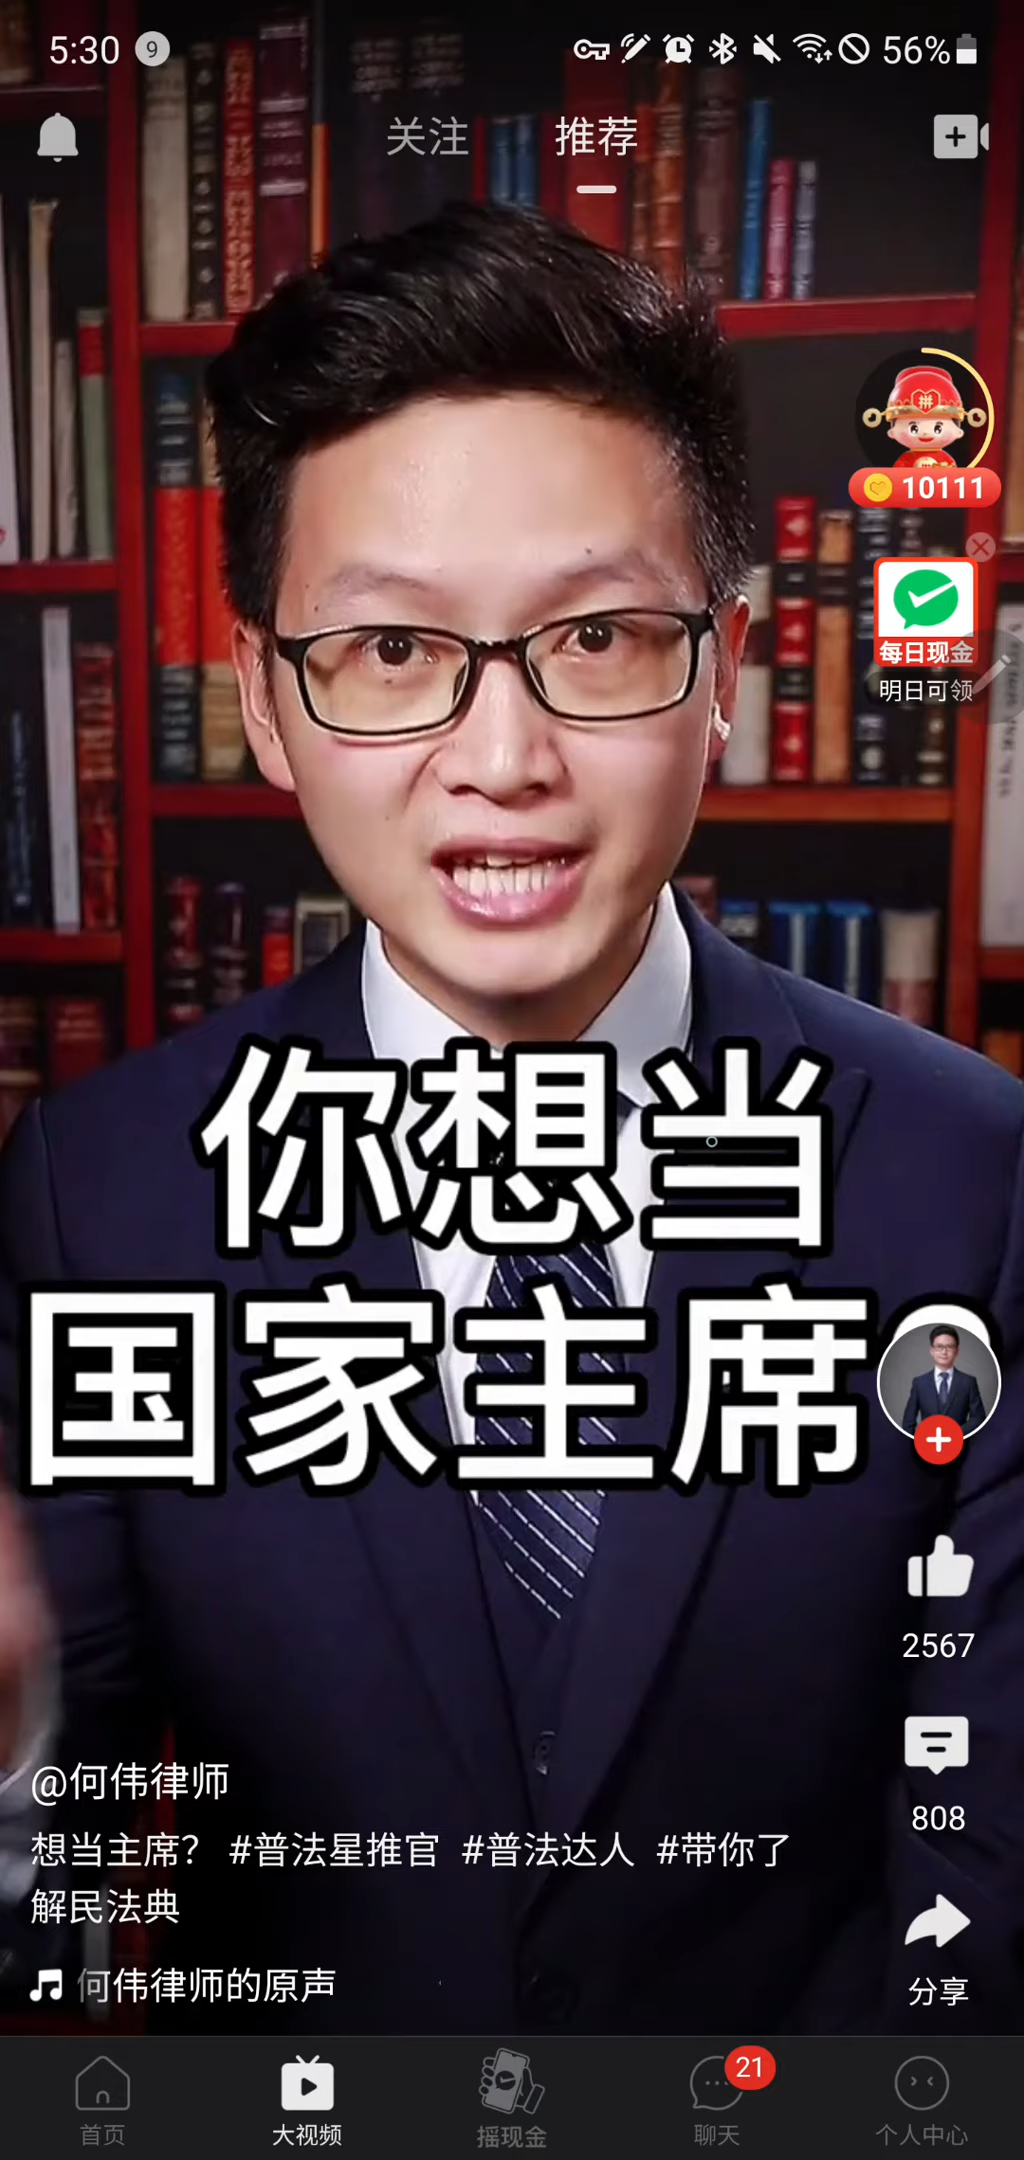 5:30 9 56%
关注 推荐
拼
10111
每日现金
明日可领
你想当
国家主席
2567
808
分享
@何伟律师
想当主席？ #普法星推官 #普法达人 #带你了
解民法典
何伟律师的原声
21
首页 大视频 摇现金 聊天 个人中心